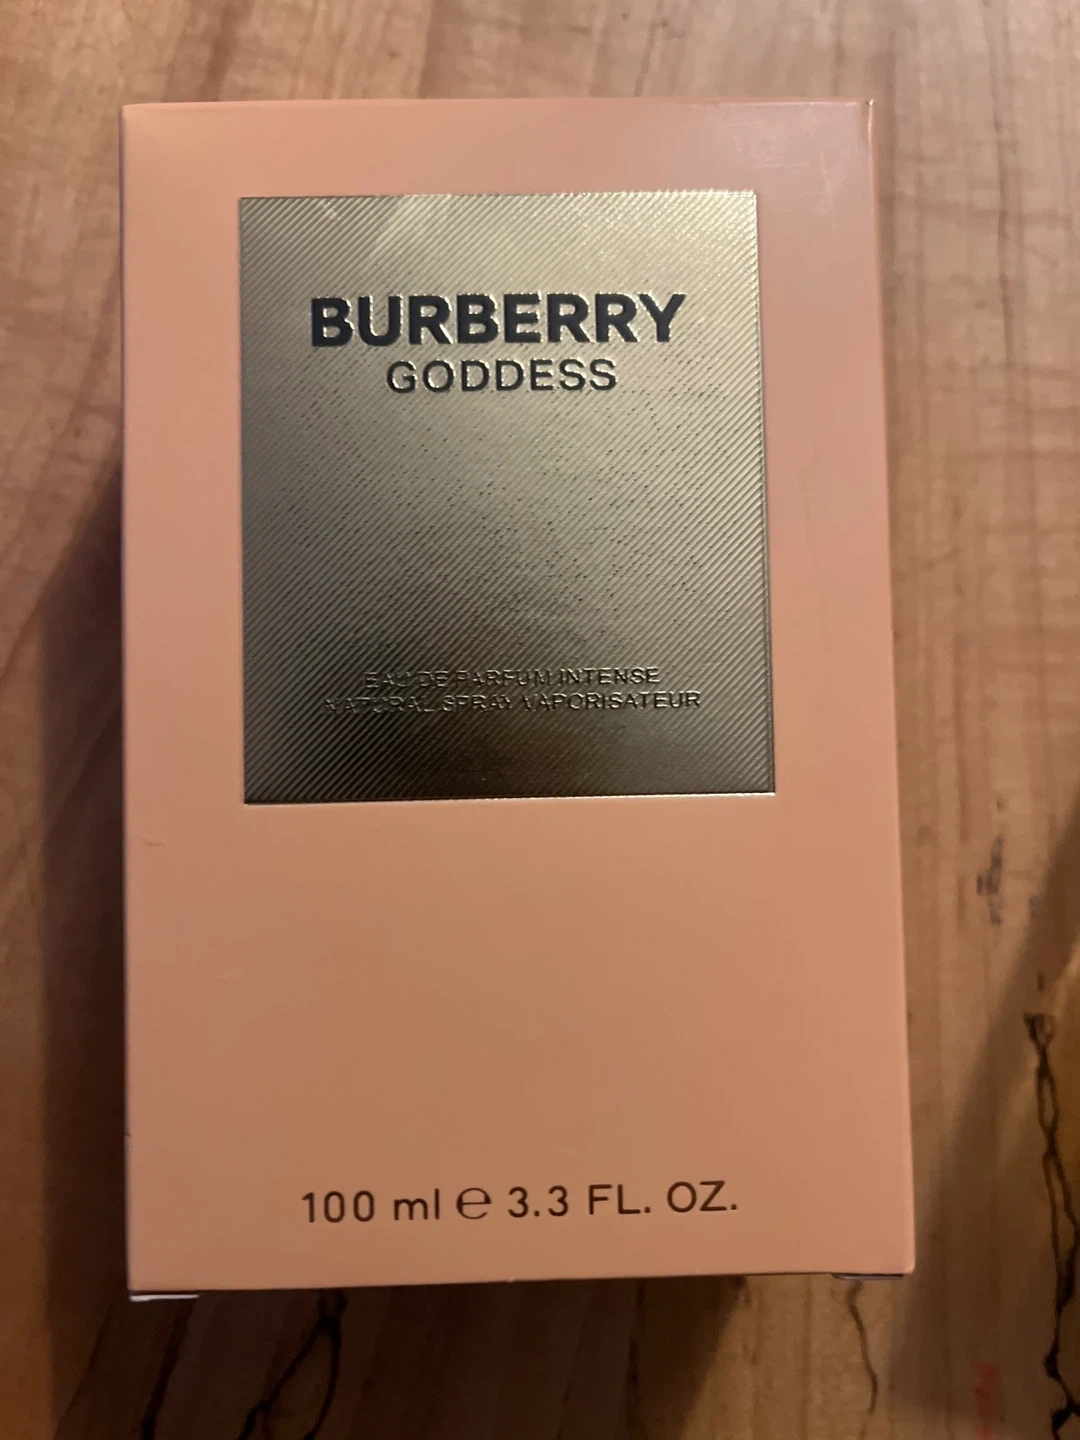 BURBERRY
GODDESS
EAU DE PARFUM INTENSE
NATURAL SPRAY VAPORISATEUR
100 ml ℮ 3.3 FL. OZ.